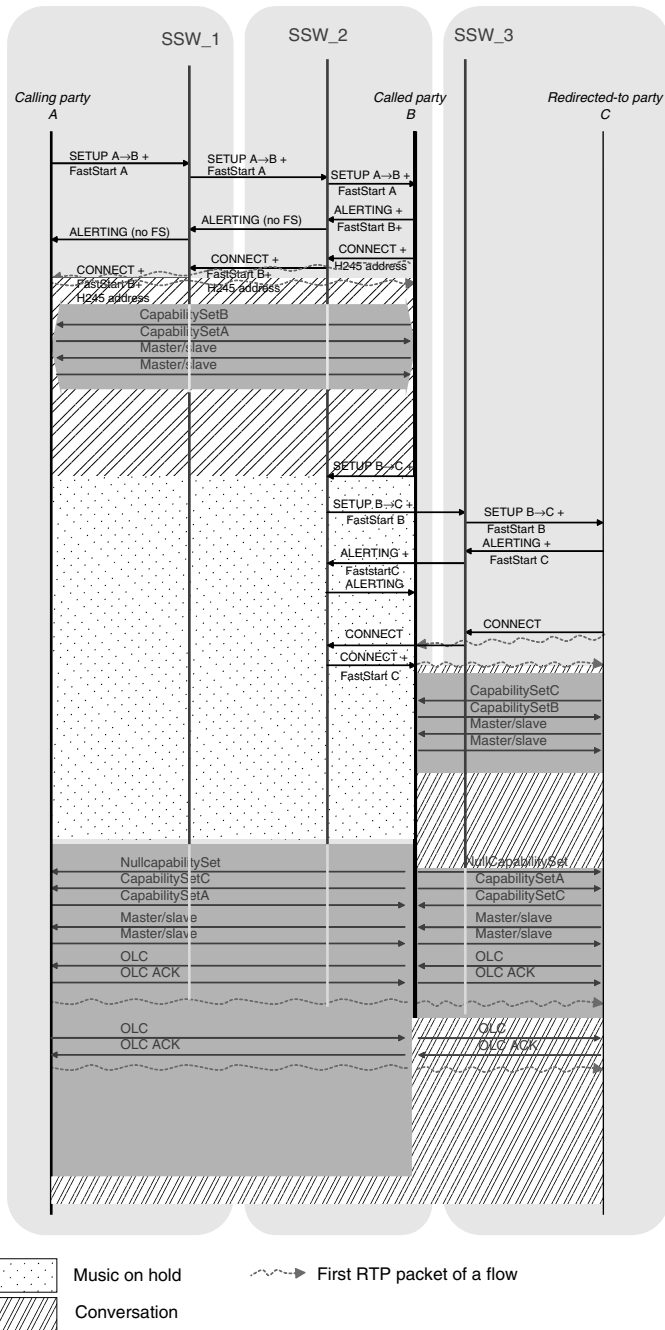 SSW_1
SSW_2
SSW_3
Calling party
A
Called party
B
Redirected-to party
C
SETUP A→B +
FastStart A
SETUP A→B +
FastStart A
SETUP A→B +
FastStart A
ALERTING +
FastStart B+
ALERTING (no FS)
ALERTING (no FS)
CONNECT +
H245 address
CONNECT +
FastStart B+
H245 address
CONNECT +
FastStart B+
H245 address
CapabilitySetB
CapabilitySetA
Master/slave
Master/slave
SETUP B→C +
SETUP B→C +
FastStart B
SETUP B→C +
FastStart B
ALERTING +
FastStart C
ALERTING +
FaststartC
ALERTING
CONNECT
CONNECT
CONNECT +
FastStart C
CapabilitySetC
CapabilitySetB
Master/slave
Master/slave
NullcapabilitySet
NullCapabilitySet
CapabilitySetC
CapabilitySetA
CapabilitySetA
CapabilitySetC
Master/slave
Master/slave
Master/slave
Master/slave
OLC
OLC
OLC ACK
OLC ACK
OLC
OLC
OLC ACK
OLC ACK
Music on hold
First RTP packet of a flow
Conversation